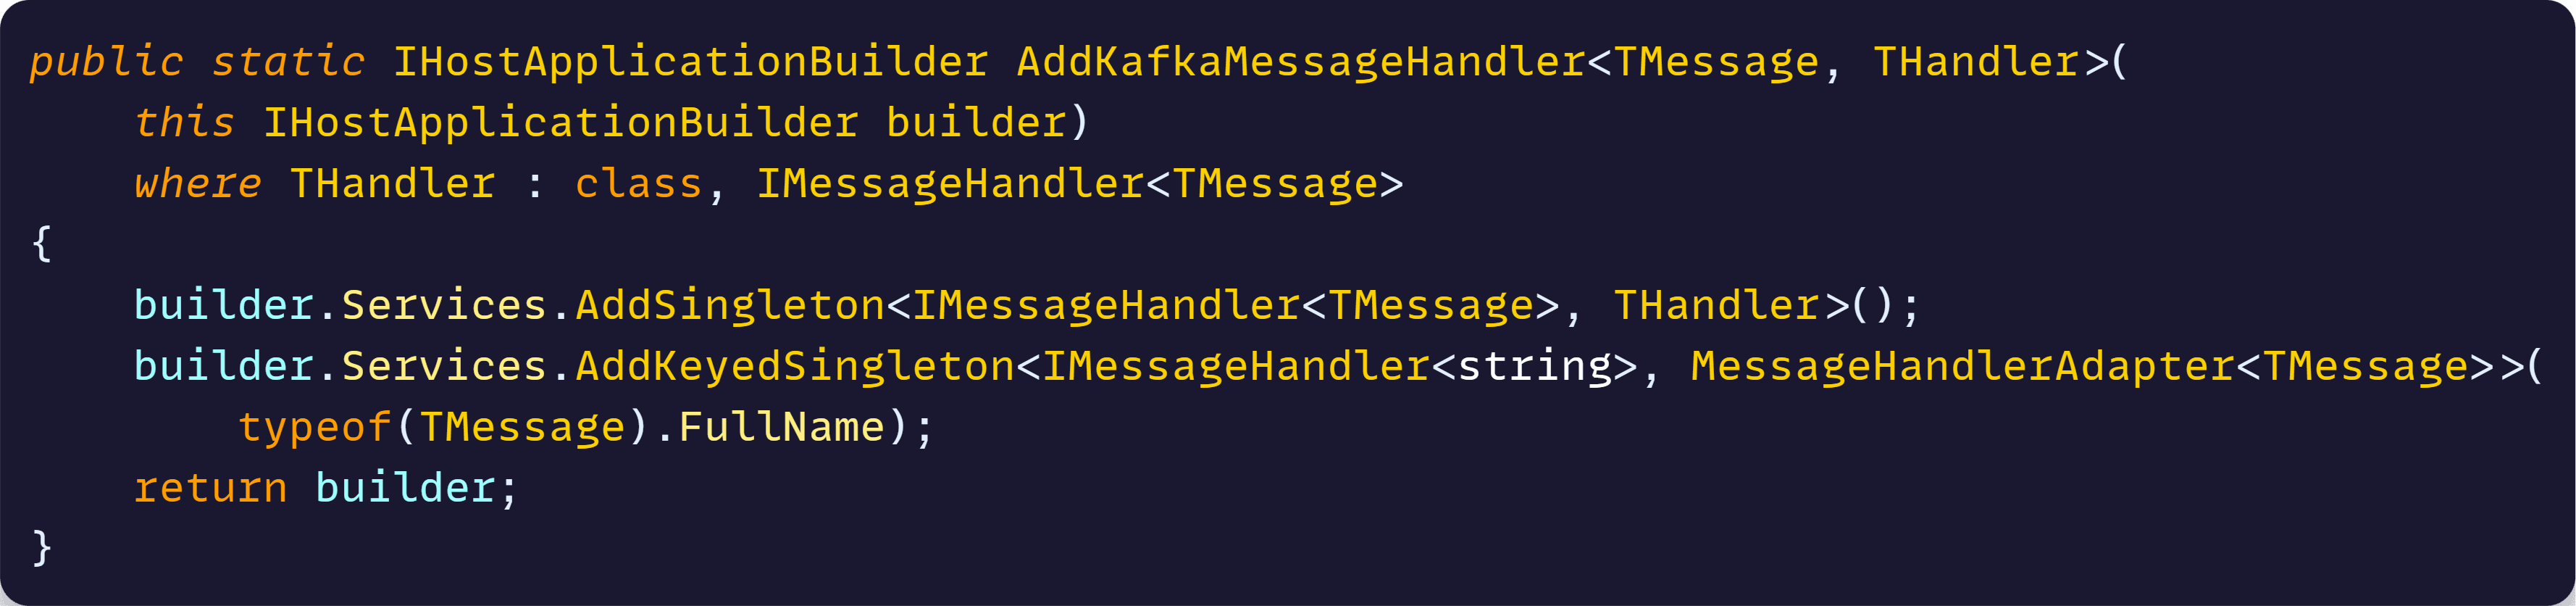 public static IHostApplicationBuilder AddKafkaMessageHandler<TMessage, THandler>(
    this IHostApplicationBuilder builder)
    where THandler : class, IMessageHandler<TMessage>
{
    builder.Services.AddSingleton<IMessageHandler<TMessage>, THandler>();
    builder.Services.AddKeyedSingleton<IMessageHandler<string>, MessageHandlerAdapter<TMessage>>(
        typeof(TMessage).FullName);
    return builder;
}